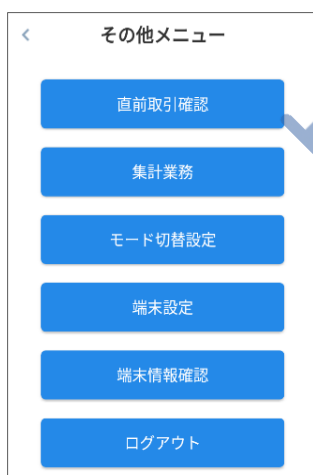 その他メニュー
直前取引確認
集計業務
モード切替設定
端末設定
端末情報確認
ログアウト